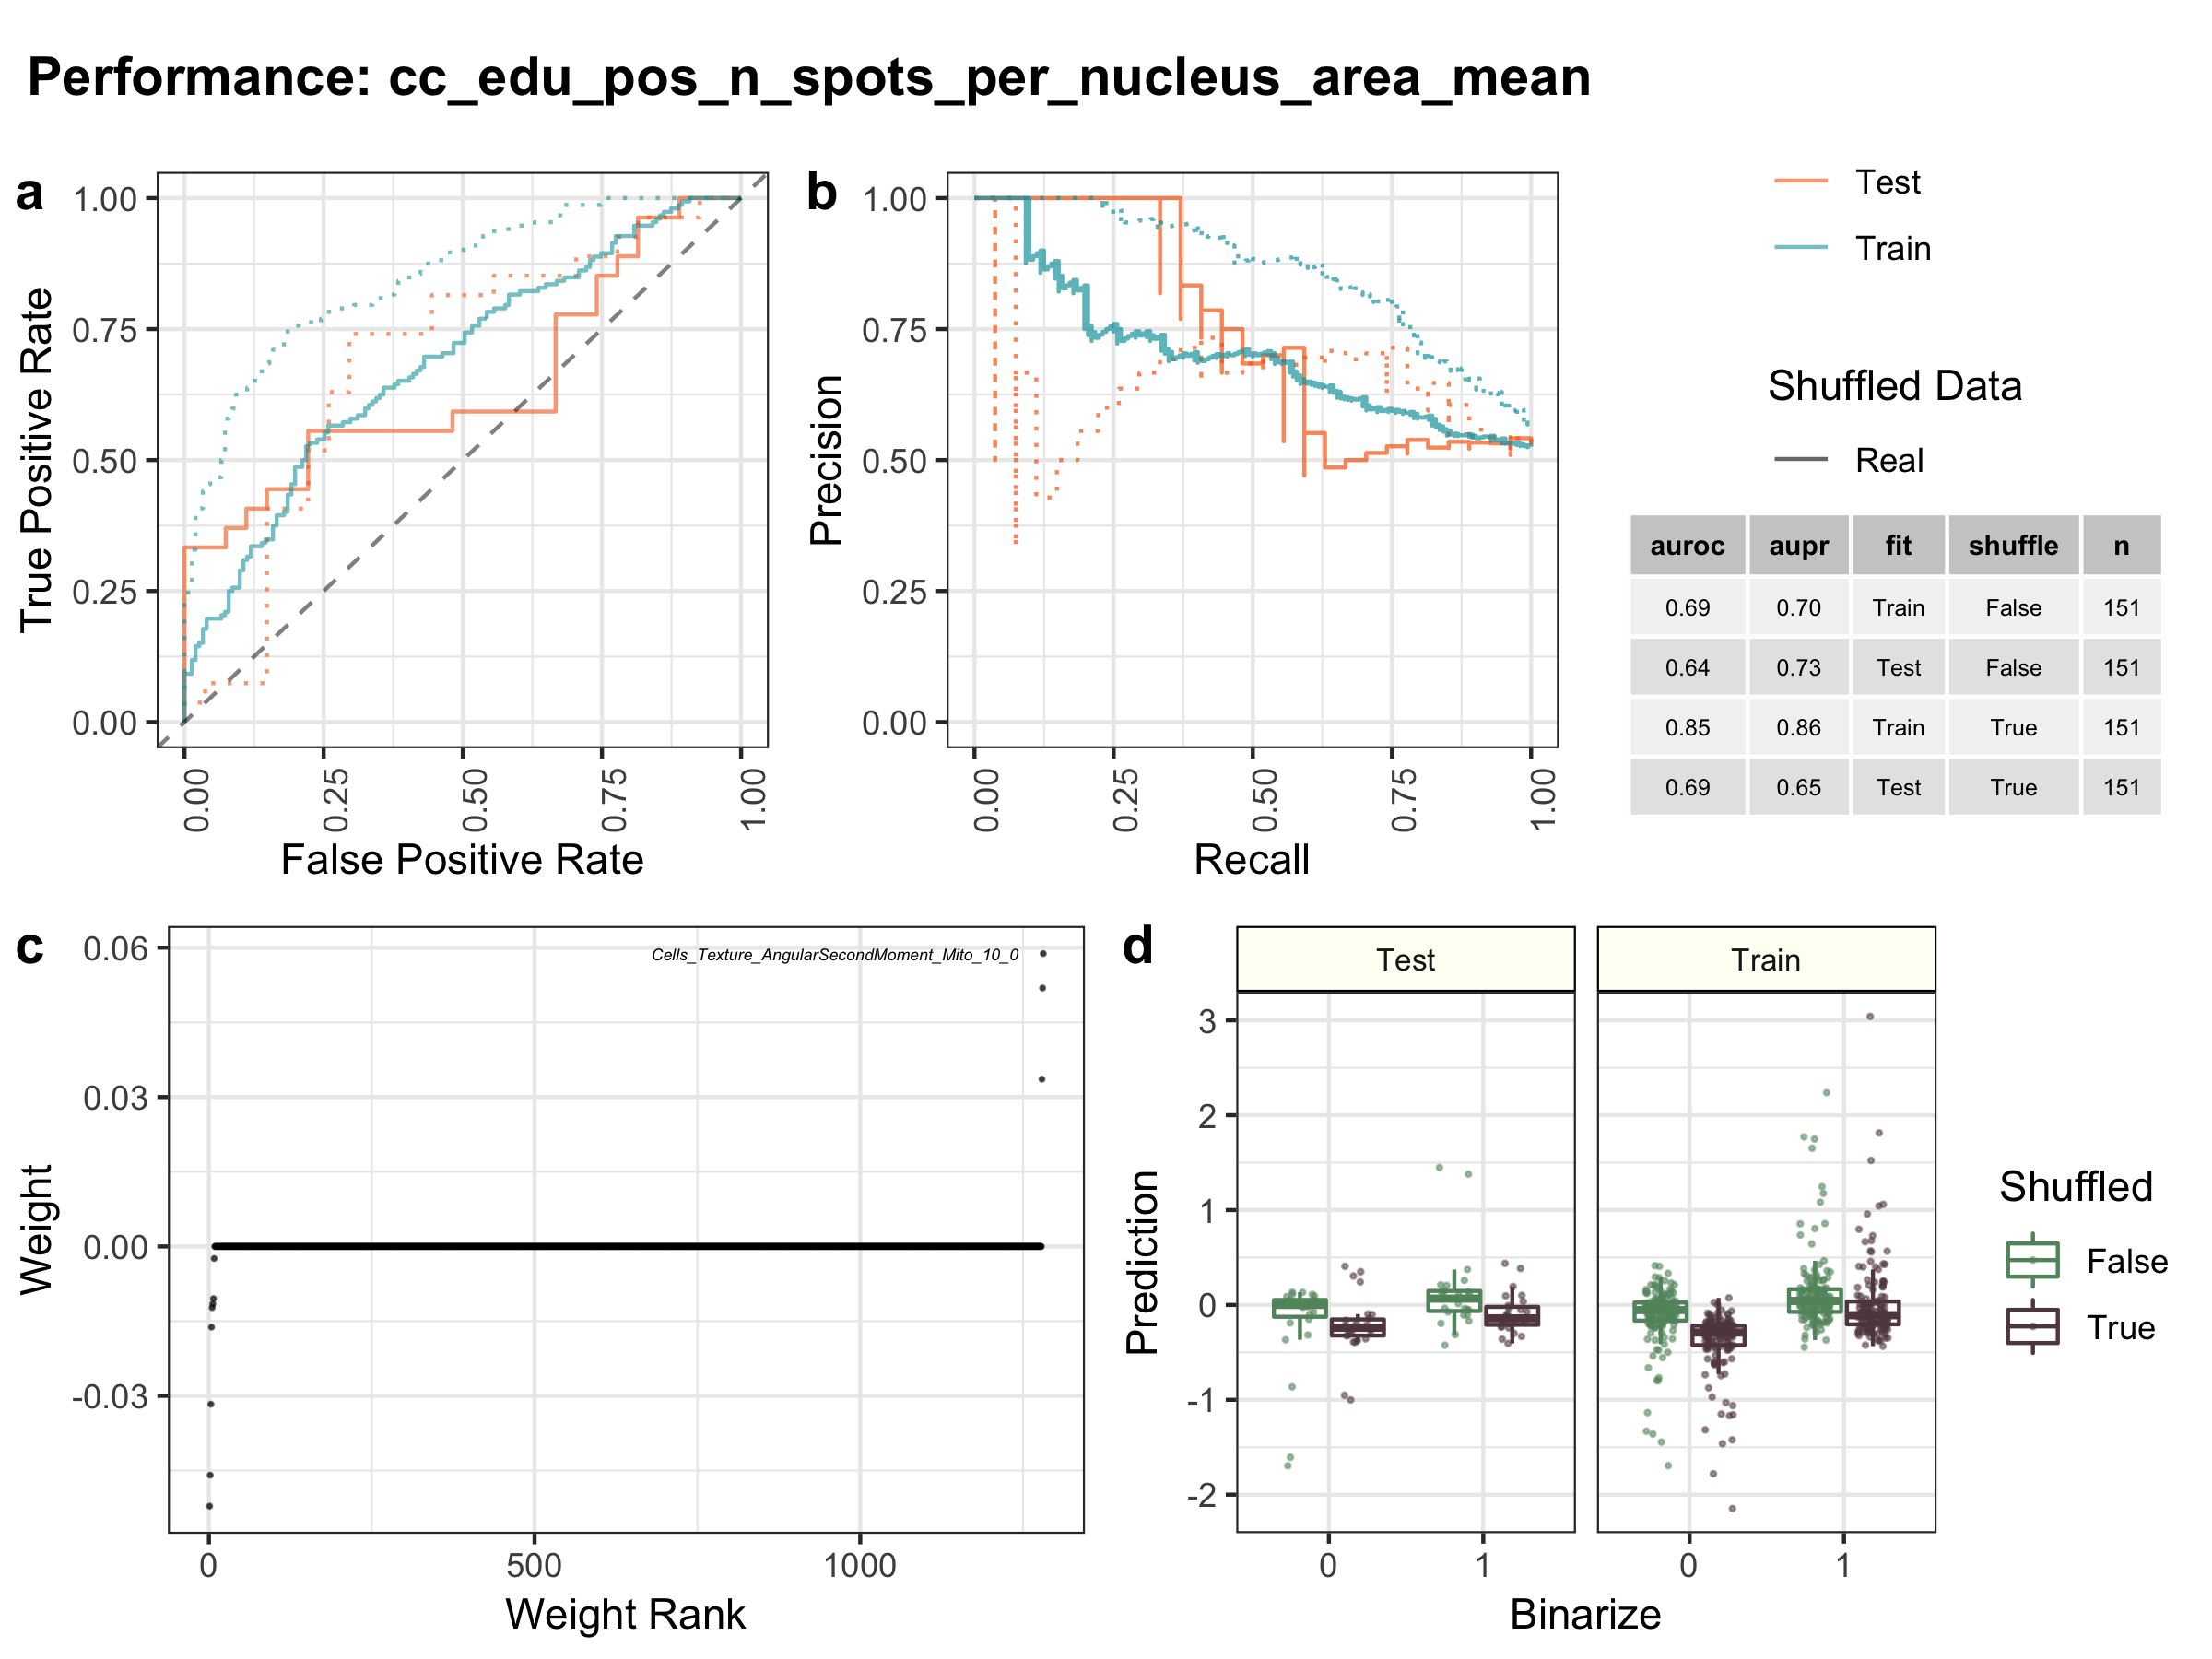 Performance: cc_edu_pos_n_spots_per_nucleus_area_mean
a
1.00
0.75
0.50
0.25
0.00
True Positive Rate
0.00
0.25
0.50
0.75
1.00
False Positive Rate
b
1.00
0.75
0.50
0.25
0.00
Precision
0.00
0.25
0.50
0.75
1.00
Recall
Test
Train
Shuffled Data
Real
auroc aupr fit shuffle n
0.69 0.70 Train False 151
0.64 0.73 Test False 151
0.85 0.86 Train True 151
0.69 0.65 Test True 151
c
0.06
0.03
0.00
-0.03
Weight
Cells_Texture_AngularSecondMoment_Mito_10_0
0
500
1000
Weight Rank
d
Test
Train
3
2
1
0
-1
-2
Prediction
0
1
0
1
Binarize
Shuffled
False
True